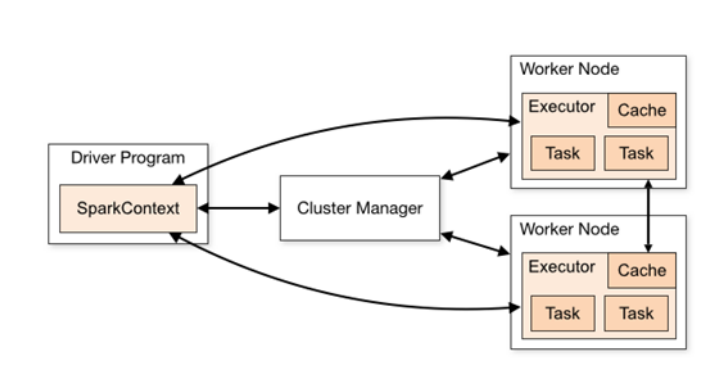 Driver Program
SparkContext
Cluster Manager
Worker Node
Executor
Cache
Task
Task
Worker Node
Executor
Cache
Task
Task